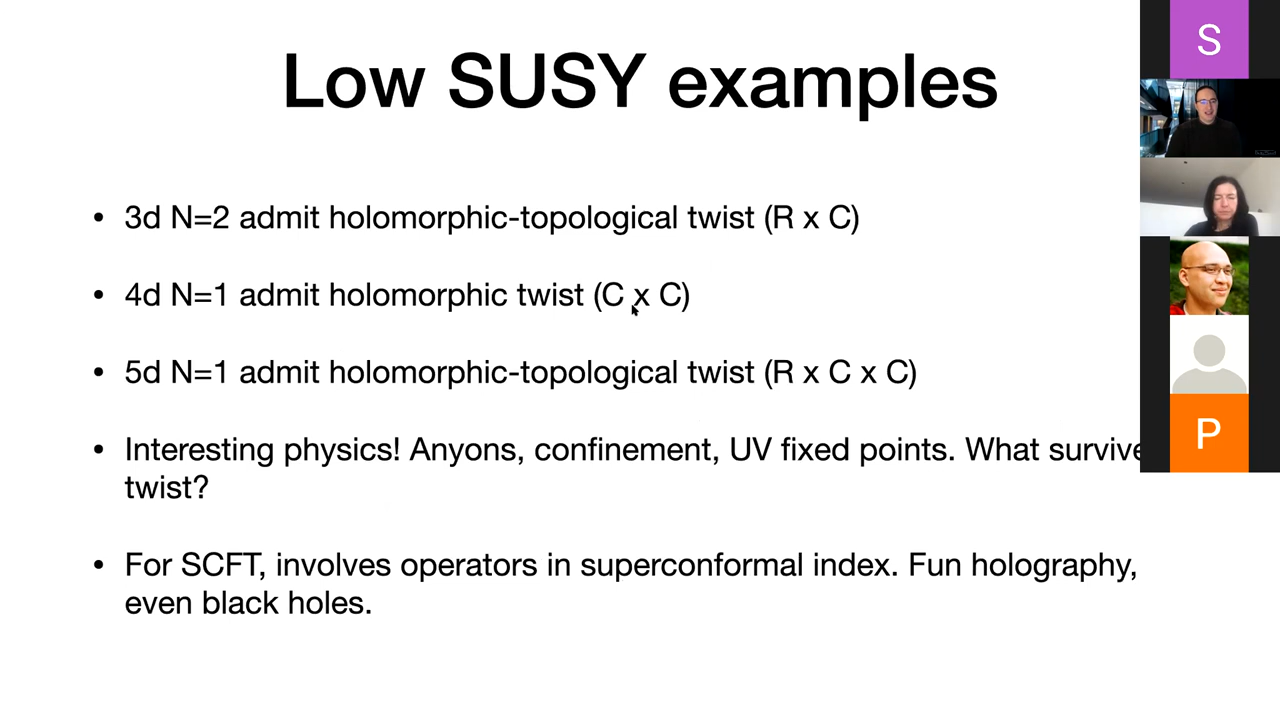 Low SUSY examples
• 3d N=2 admit holomorphic-topological twist (R x C)
• 4d N=1 admit holomorphic twist (C x C)
• 5d N=1 admit holomorphic-topological twist (R x C x C)
• Interesting physics! Anyons, confinement, UV fixed points. What survive
twist?
• For SCFT, involves operators in superconformal index. Fun holography,
even black holes.
S
P